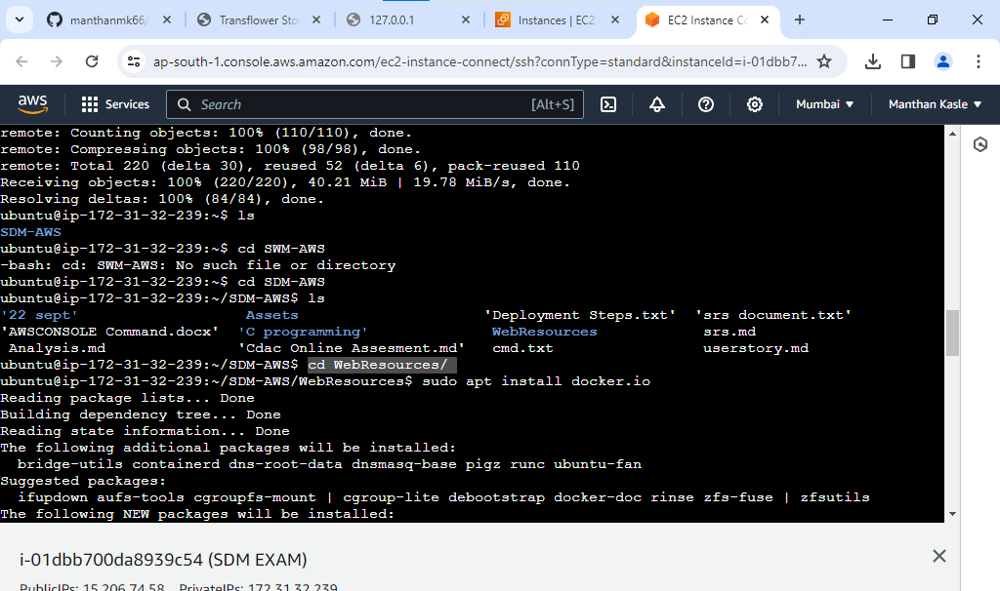 manthanmk66/
Transflower Sto
127.0.0.1
Instances | EC2
EC2 Instance Co
ap-south-1.console.aws.amazon.com/ec2-instance-connect/ssh?connType=standard&instanceId=i-01dbb7...
aws
Services
Search
[Alt+S]
Mumbai
Manthan Kasle
remote: Counting objects: 100% (110/110), done.
remote: Compressing objects: 100% (98/98), done.
remote: Total 220 (delta 30), reused 52 (delta 6), pack-reused 110
Receiving objects: 100% (220/220), 40.21 MiB | 19.78 MiB/s, done.
Resolving deltas: 100% (84/84), done.
ubuntu@ip-172-31-32-239:~$ ls
SDM-AWS
ubuntu@ip-172-31-32-239:~$ cd SWM-AWS
-bash: cd: SWM-AWS: No such file or directory
ubuntu@ip-172-31-32-239:~$ cd SDM-AWS
ubuntu@ip-172-31-32-239:~/SDM-AWS$ ls
'22 sept' Assets 'Deployment Steps.txt' 'srs document.txt'
'AWSCONSOLE Command.docx' 'C programming' WebResources srs.md
Analysis.md 'Cdac Online Assesment.md' cmd.txt userstory.md
ubuntu@ip-172-31-32-239:~/SDM-AWS$ cd WebResources/
ubuntu@ip-172-31-32-239:~/SDM-AWS/WebResources$ sudo apt install docker.io
Reading package lists... Done
Building dependency tree... Done
Reading state information... Done
The following additional packages will be installed:
bridge-utils containerd dns-root-data dnsmasq-base pigz runc ubuntu-fan
Suggested packages:
ifupdown aufs-tools cgroupfs-mount | cgroup-lite debootstrap docker-doc rinse zfs-fuse | zfsutils
The following NEW packages will be installed:
i-01dbb700da8939c54 (SDM EXAM)
PublicIPs: 15.206.74.58 PrivateIPs: 172.31.32.239